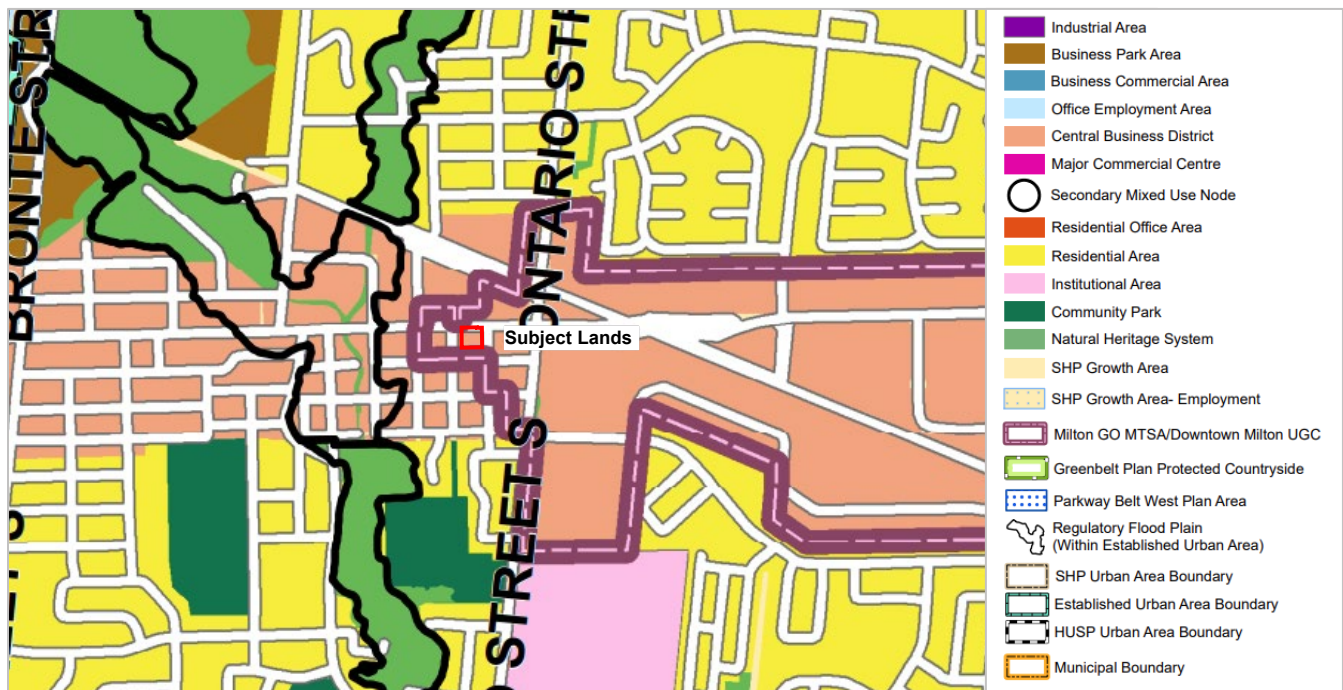 BRONTIE STR
ONTARIO STR
Subject Lands
STREET S
S STREET S
Industrial Area
Business Park Area
Business Commercial Area
Office Employment Area
Central Business District
Major Commercial Centre
Secondary Mixed Use Node
Residential Office Area
Residential Area
Institutional Area
Community Park
Natural Heritage System
SHP Growth Area
SHP Growth Area- Employment
Milton GO MTSA/Downtown Milton UGC
Greenbelt Plan Protected Countryside
Parkway Belt West Plan Area
Regulatory Flood Plain
(Within Established Urban Area)
SHP Urban Area Boundary
Established Urban Area Boundary
HUSP Urban Area Boundary
Municipal Boundary